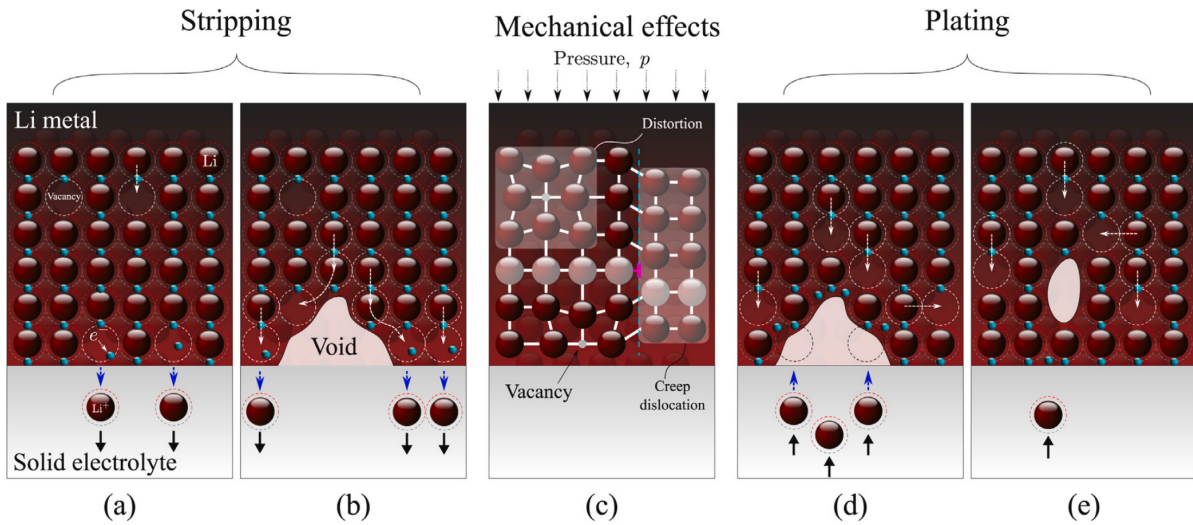 Stripping
Mechanical effects
Plating
Pressure, p
Li metal
Li
Vacancy
e⁻
Li⁺
Solid electrolyte
Void
Distortion
Vacancy
Creep
dislocation
(a)
(b)
(c)
(d)
(e)